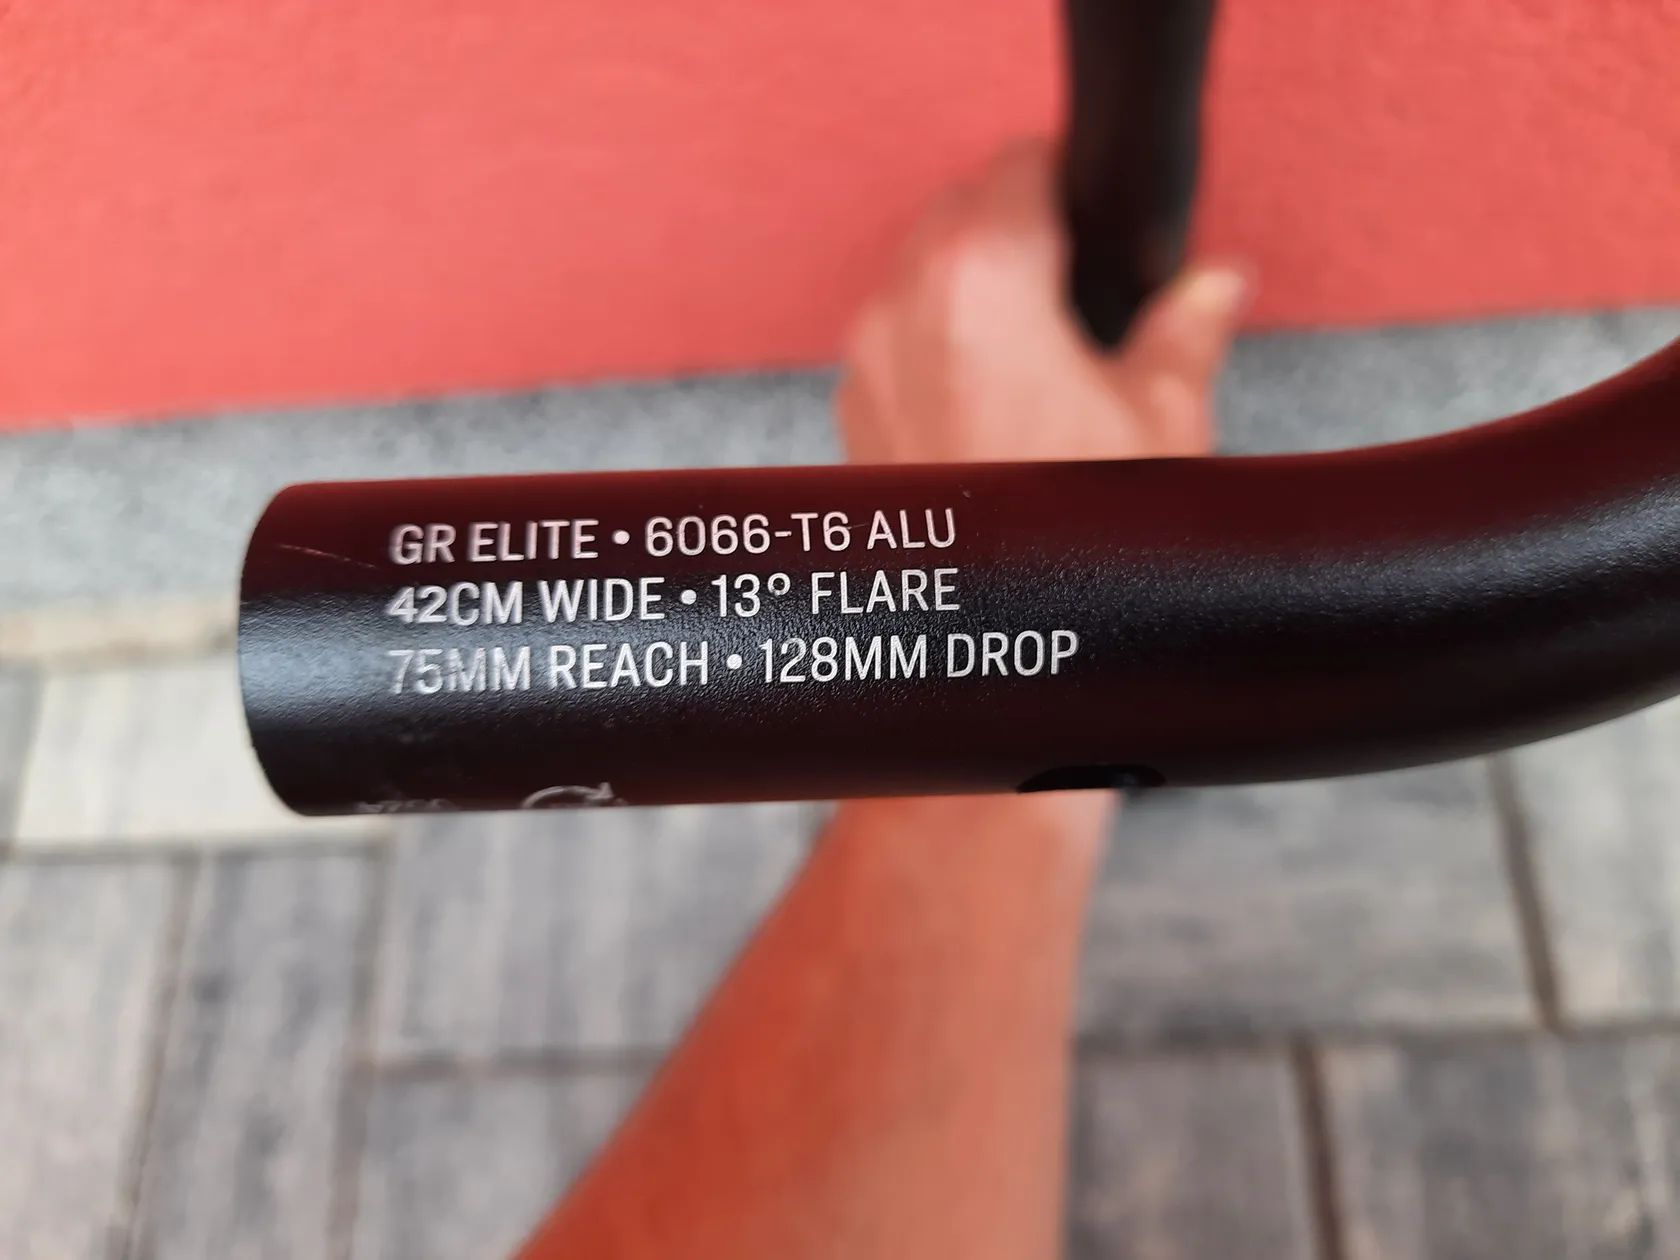 GR ELITE • 6066-T6 ALU
42CM WIDE • 13° FLARE
75MM REACH • 128MM DROP